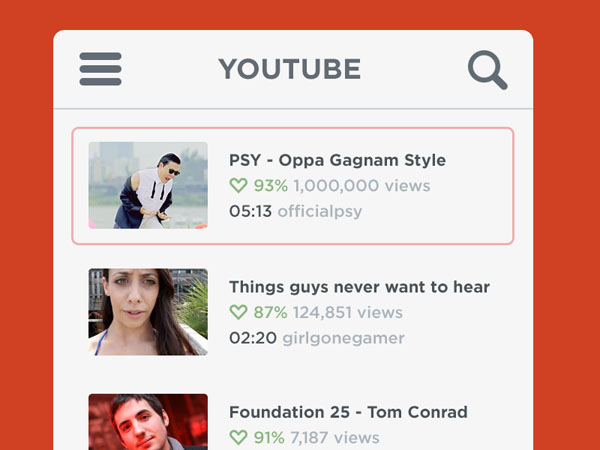 YOUTUBE
PSY - Oppa Gagnam Style
93% 1,000,000 views
05:13 officialpsy
Things guys never want to hear
87% 124,851 views
02:20 girlgonegamer
Foundation 25 - Tom Conrad
91% 7,187 views